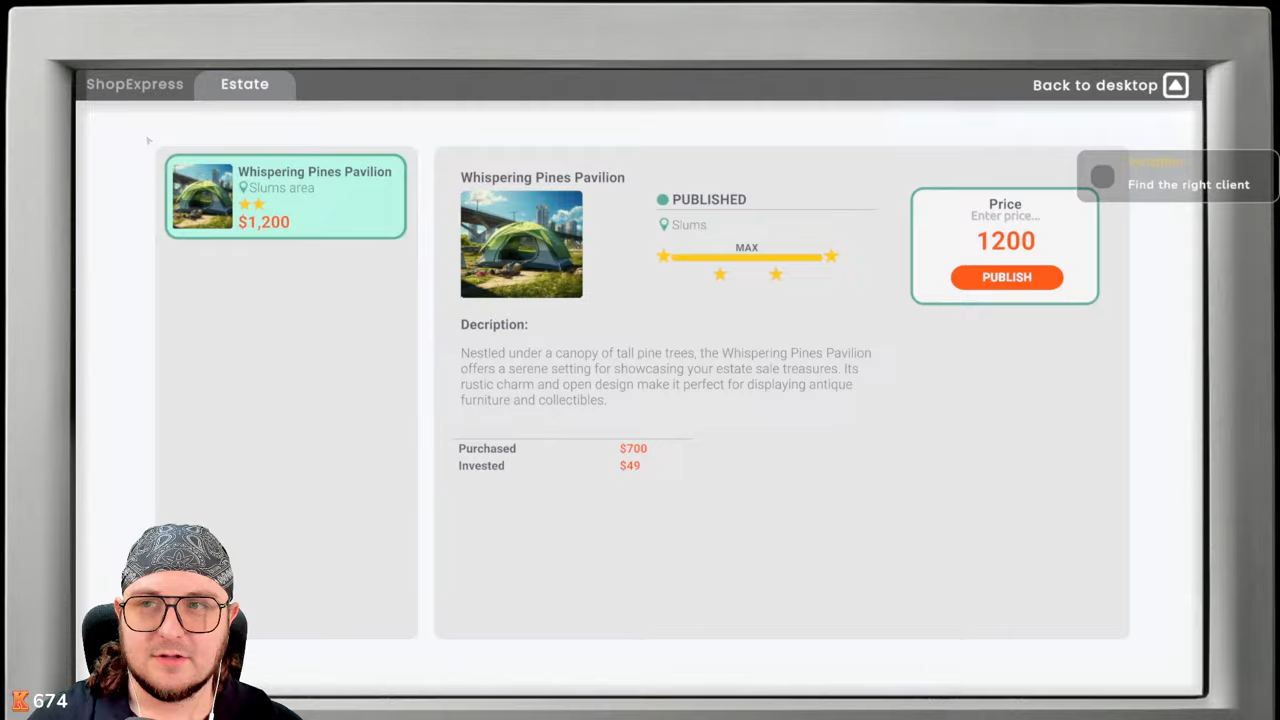 ShopExpress
Estate
Back to desktop
Find the right client
Whispering Pines Pavilion
Slums area
$1,200
Whispering Pines Pavilion
PUBLISHED
Slums
MAX
Price
Enter price...
1200
PUBLISH
Decription:
Nestled under a canopy of tall pine trees, the Whispering Pines Pavilion
offers a serene setting for showcasing your estate sale treasures. Its
rustic charm and open design make it perfect for displaying antique
furniture and collectibles.
Purchased $700
Invested $49
K 674